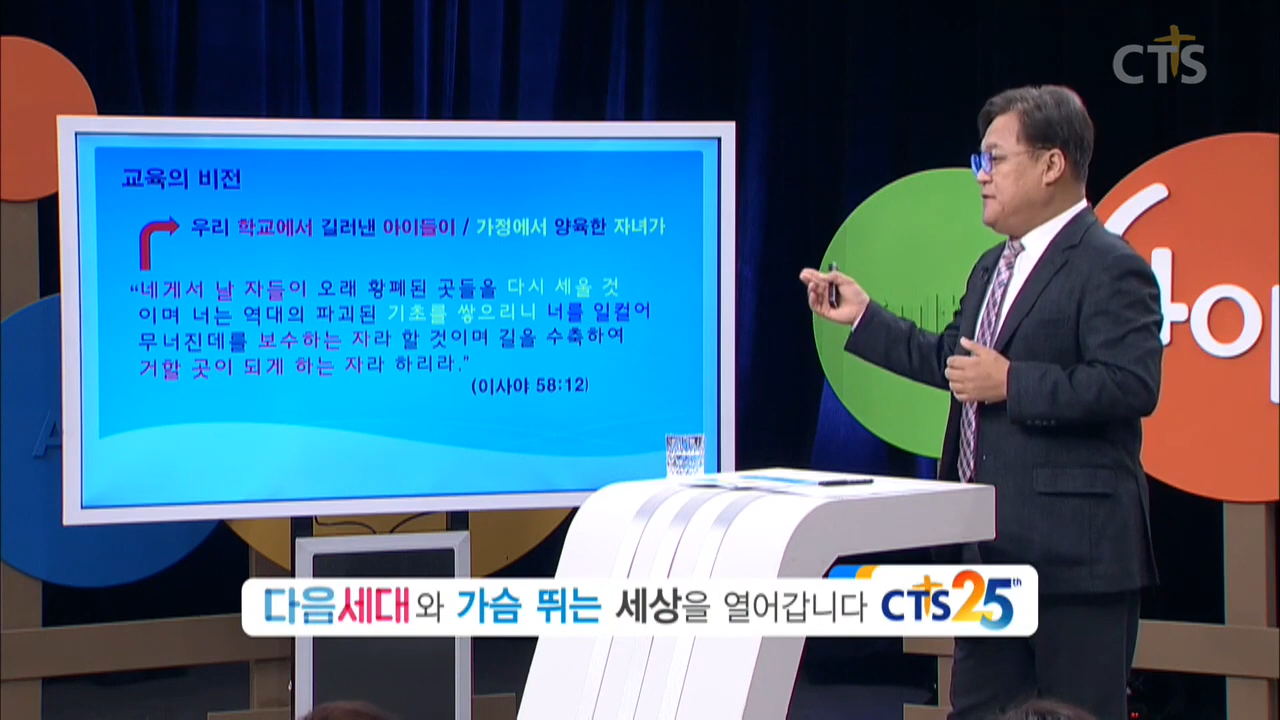 CTS
교육의 비전
우리 학교에서 길러낸 아이들이 / 가정에서 양육한 자녀가
“네게서 날 자들이 오래 황폐된 곳들을 다시 세울 것
이며 너는 역대의 파괴된 기초를 쌓으리니 너를 일컬어
무너진데를 보수하는 자라 할 것이며 길을 수축하여
거할 곳이 되게 하는 자라 하리라.”
(이사야 58:12)
다음세대와 가슴 뛰는 세상을 열어갑니다 CTS25th